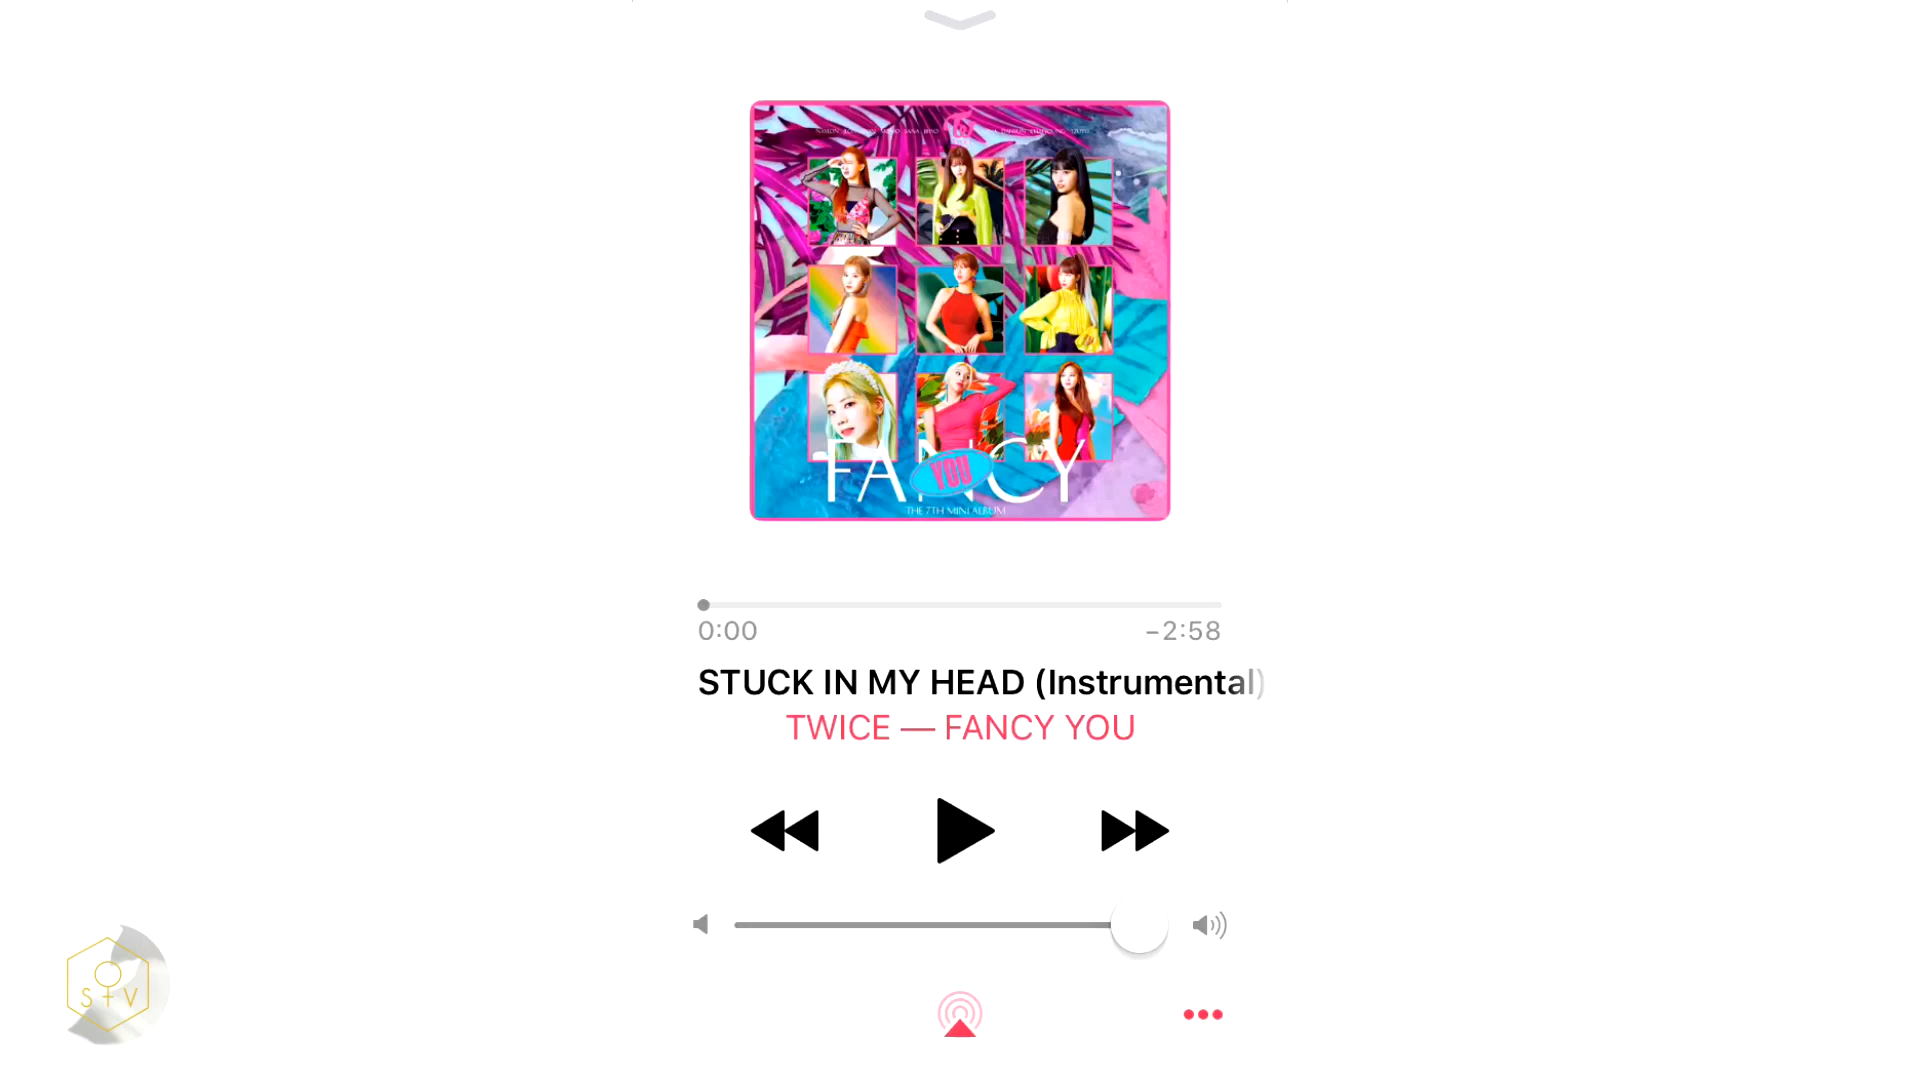 FANCY
YOU
THE 7TH MINI ALBUM
0:00
−2:58
STUCK IN MY HEAD (Instrumental)
TWICE — FANCY YOU
S V